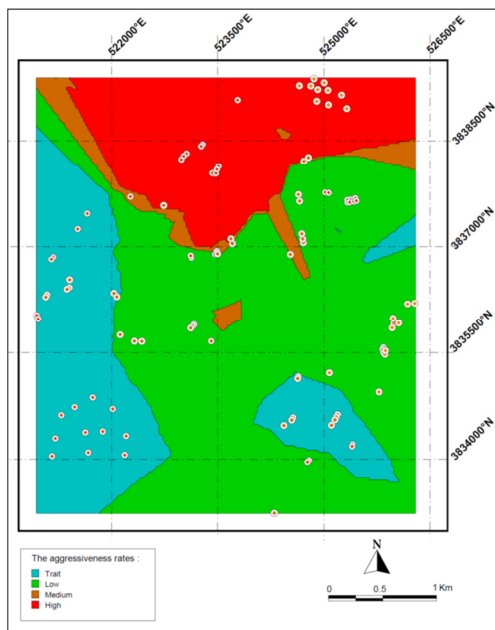 522000°E
523500°E
525000°E
526500°E
3838500°N
3837000°N
3835500°N
3834000°N
The aggressiveness rates :
Trait
Low
Medium
High
N
0 0.5 1 Km